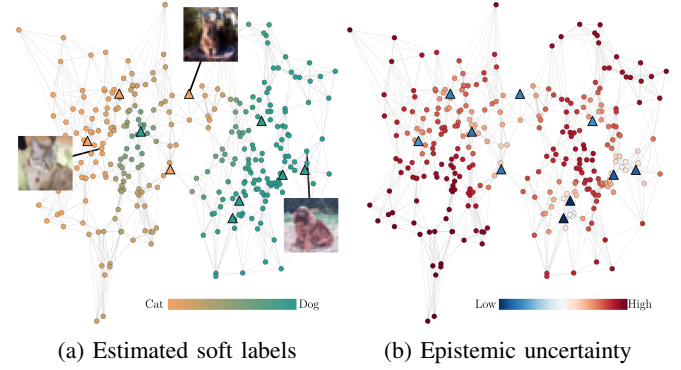 Cat Dog
Low High
(a) Estimated soft labels
(b) Epistemic uncertainty